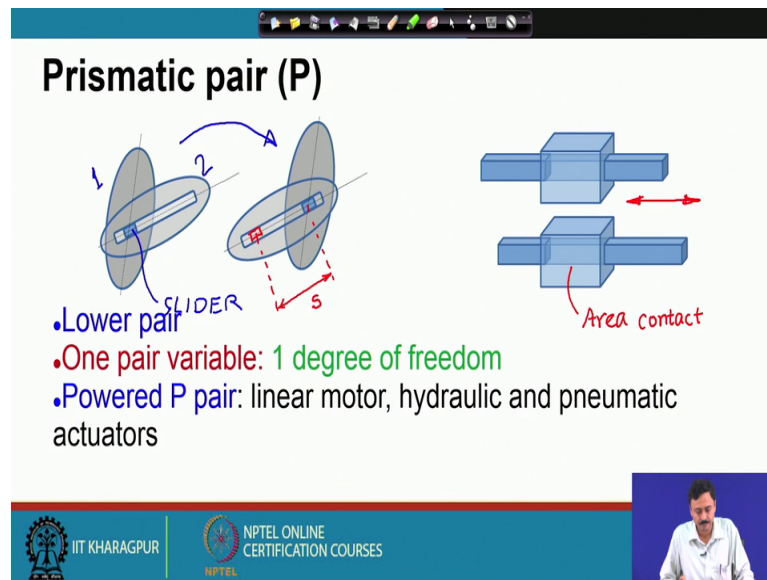 Prismatic pair (P)
1
2
S
SLIDER
Area contact
•Lower pair
•One pair variable: 1 degree of freedom
•Powered P pair: linear motor, hydraulic and pneumatic
actuators
IIT KHARAGPUR
NPTEL
NPTEL ONLINE
CERTIFICATION COURSES